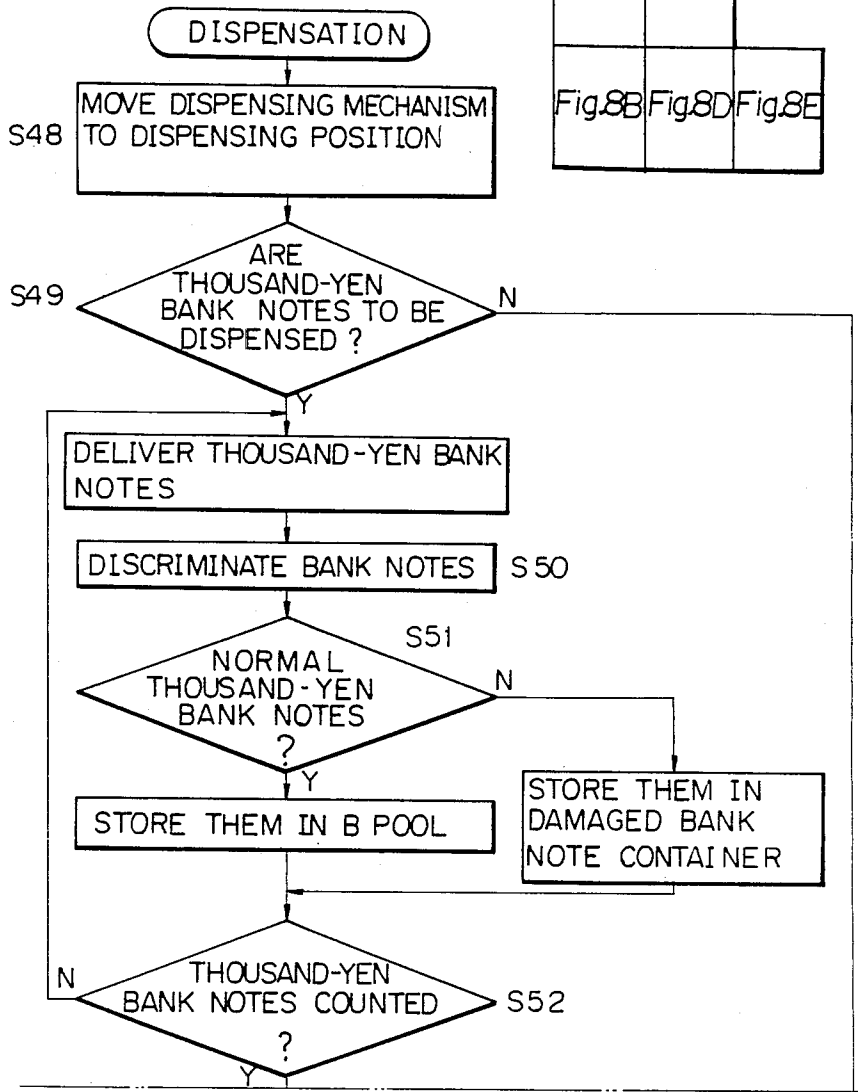 DISPENSATION
Fig.8B Fig.8D Fig.8E
S48
MOVE DISPENSING MECHANISM
TO DISPENSING POSITION
S49
ARE
THOUSAND-YEN
BANK NOTES TO BE
DISPENSED ?
N
Y
DELIVER THOUSAND-YEN BANK
NOTES
DISCRIMINATE BANK NOTES
S50
S51
NORMAL
THOUSAND-YEN
BANK NOTES
?
N
Y
STORE THEM IN B POOL
STORE THEM IN
DAMAGED BANK
NOTE CONTAINER
N
THOUSAND-YEN
BANK NOTES COUNTED
?
S52
Y